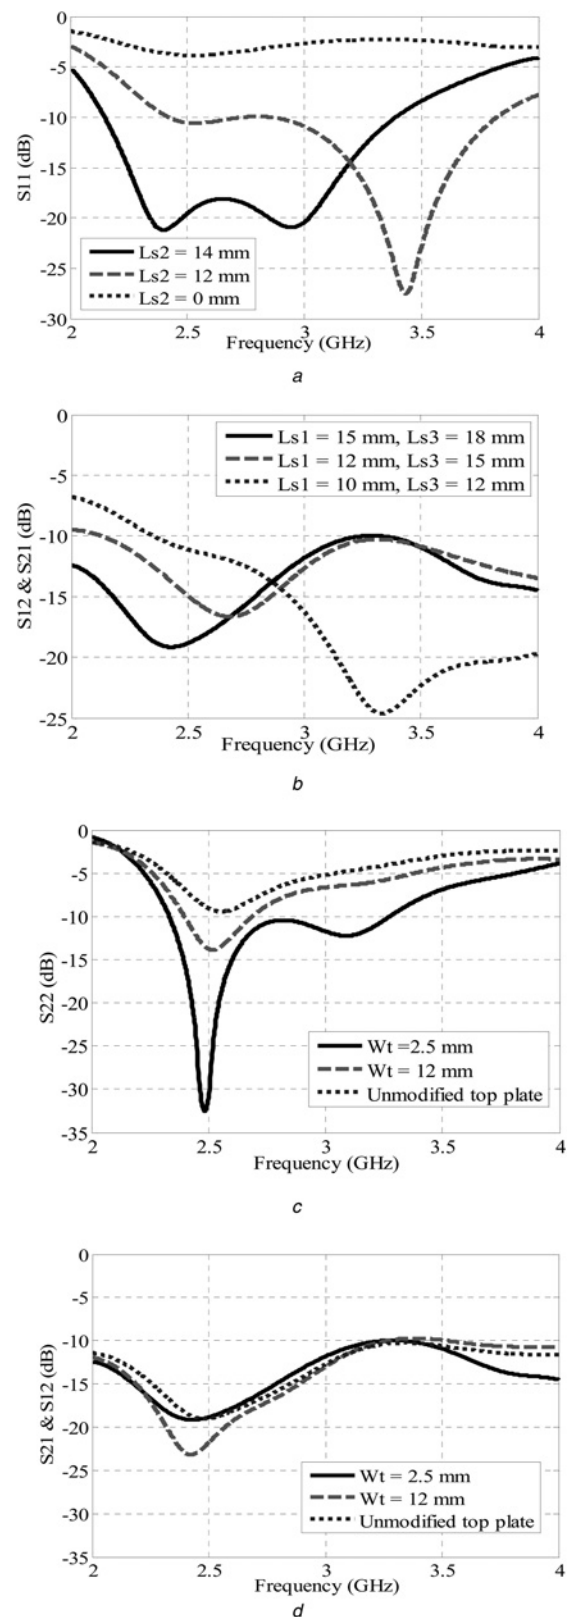 0
-5
-10
-15
-20
-25
-30
S11 (dB)
Ls2 = 14 mm
Ls2 = 12 mm
Ls2 = 0 mm
2 2.5 3 3.5 4
Frequency (GHz)
a
0
-5
-10
-15
-20
-25
S12 & S21 (dB)
Ls1 = 15 mm, Ls3 = 18 mm
Ls1 = 12 mm, Ls3 = 15 mm
Ls1 = 10 mm, Ls3 = 12 mm
2 2.5 3 3.5 4
Frequency (GHz)
b
0
-5
-10
-15
-20
-25
-30
-35
S22 (dB)
Wt =2.5 mm
Wt = 12 mm
Unmodified top plate
2 2.5 3 3.5 4
Frequency (GHz)
c
0
-5
-10
-15
-20
-25
-30
-35
S21 & S12 (dB)
Wt = 2.5 mm
Wt = 12 mm
Unmodified top plate
2 2.5 3 3.5 4
Frequency (GHz)
d